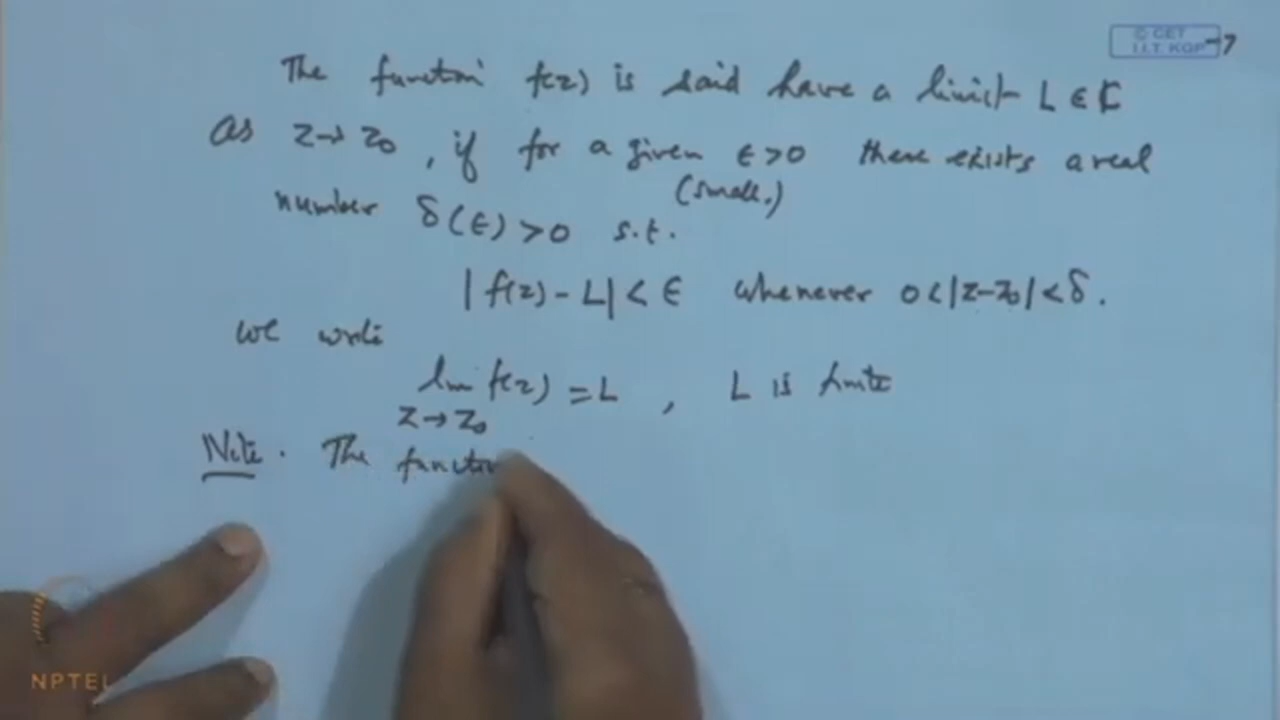 © CET
I.I.T. KGP -7
The function f(z) is said have a limit L ∈ ℂ
as z→z₀, if for a given ϵ>0 there exists a real
(small.)
number δ(ϵ)>0 s.t.
|f(z)-L|<ϵ whenever 0<|z-z₀|<δ.
we write
lim f(z) = L , L is finite
z→z₀
Note. The function
NPTEL